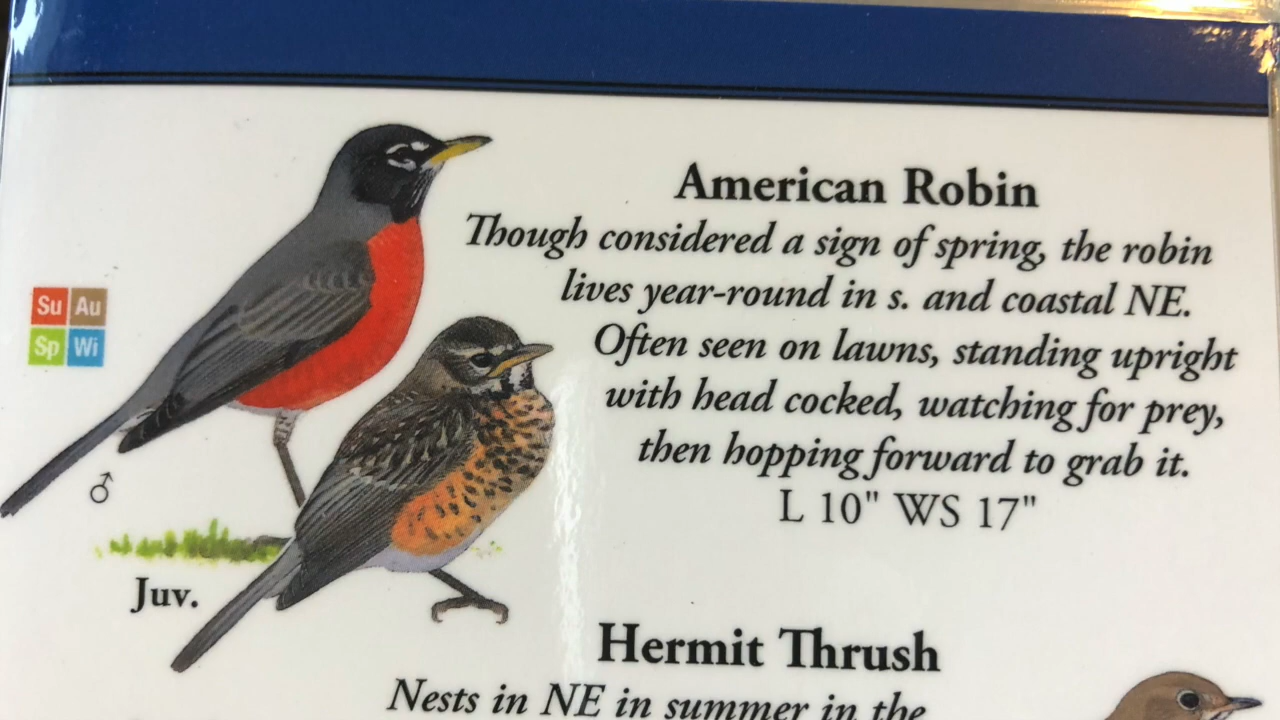 American Robin
Though considered a sign of spring, the robin
lives year-round in s. and coastal NE.
Often seen on lawns, standing upright
with head cocked, watching for prey,
then hopping forward to grab it.
L 10" WS 17"
Su Au
Sp Wi
♂
Juv.
Hermit Thrush
Nests in NE in summer in the